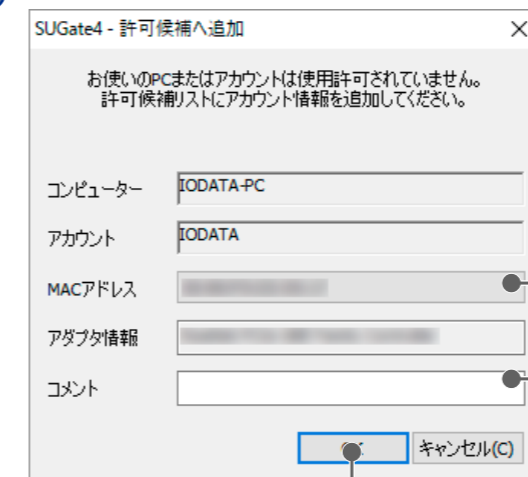 SUGate4 - 許可候補へ追加
お使いのPCまたはアカウントは使用許可されていません。
許可候補リストにアカウント情報を追加してください。
コンピューター IODATA-PC
アカウント IODATA
MACアドレス
アダプタ情報
コメント
キャンセル(C)